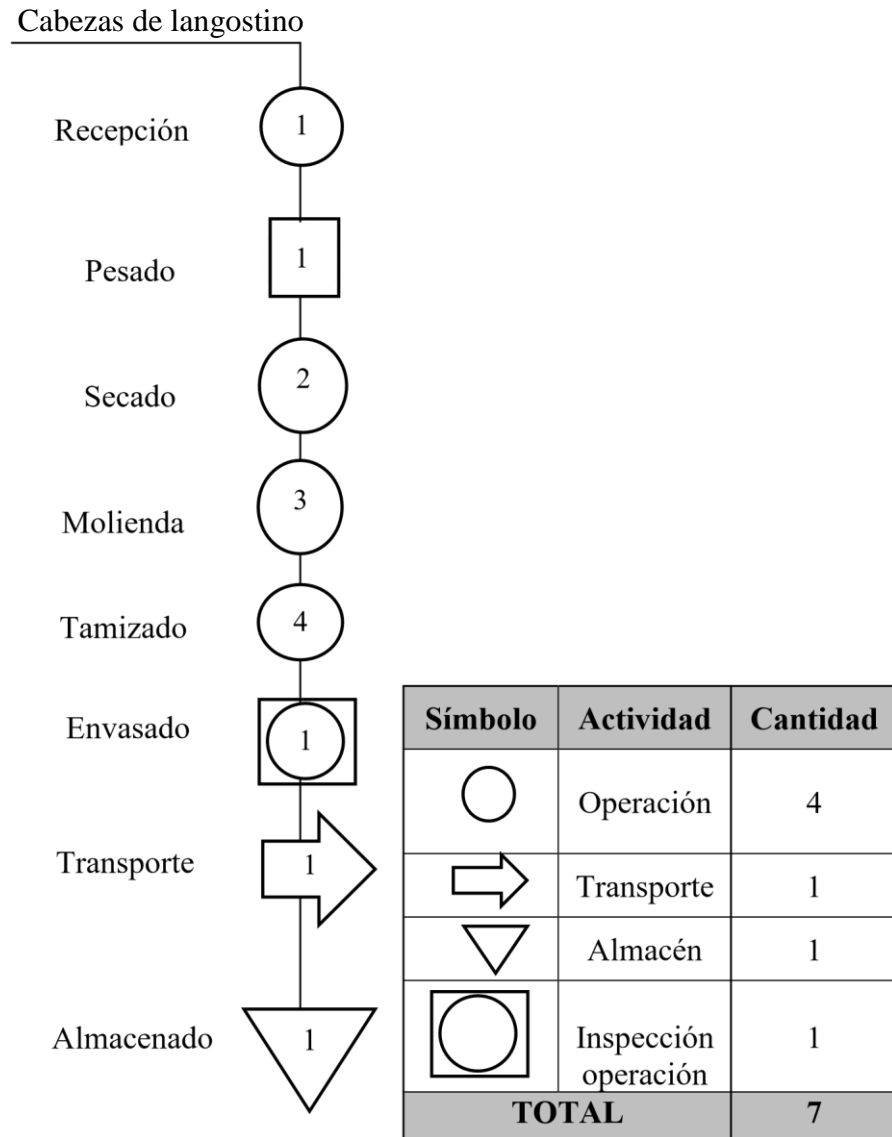 Cabezas de langostino
Recepción
1
Pesado
1
Secado
2
Molienda
3
Tamizado
4
Envasado
1
Transporte
1
Almacenado
1
Símbolo Actividad Cantidad
Operación 4
Transporte 1
Almacén 1
Inspección
operación 1
TOTAL 7